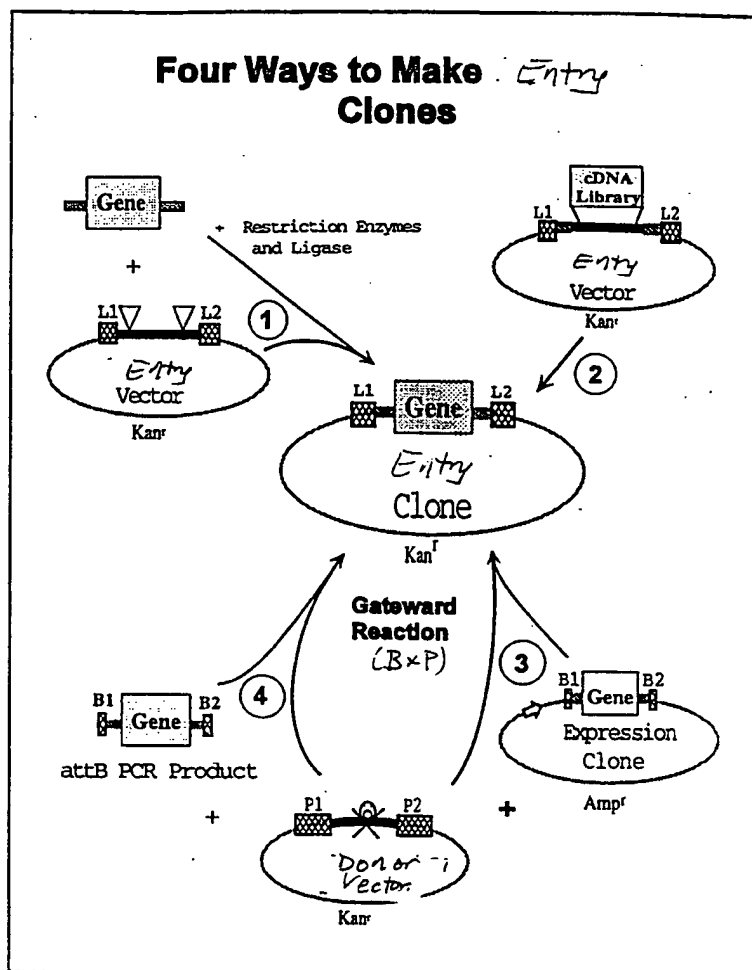 Four Ways to Make Entry
Clones
Gene
+ Restriction Enzymes
and Ligase
+
L1
L2
Entry
Vector
Kanr
1
cDNA
Library
L1
L2
Entry
Vector
Kanr
2
L1
Gene
L2
Entry
Clone
Kanr
Gateward
Reaction
(B×P)
4
3
B1
Gene
B2
attB PCR Product
+
B1
Gene
B2
Expression
Clone
Ampr
+
P1
P2
Donor
Vector
Kanr